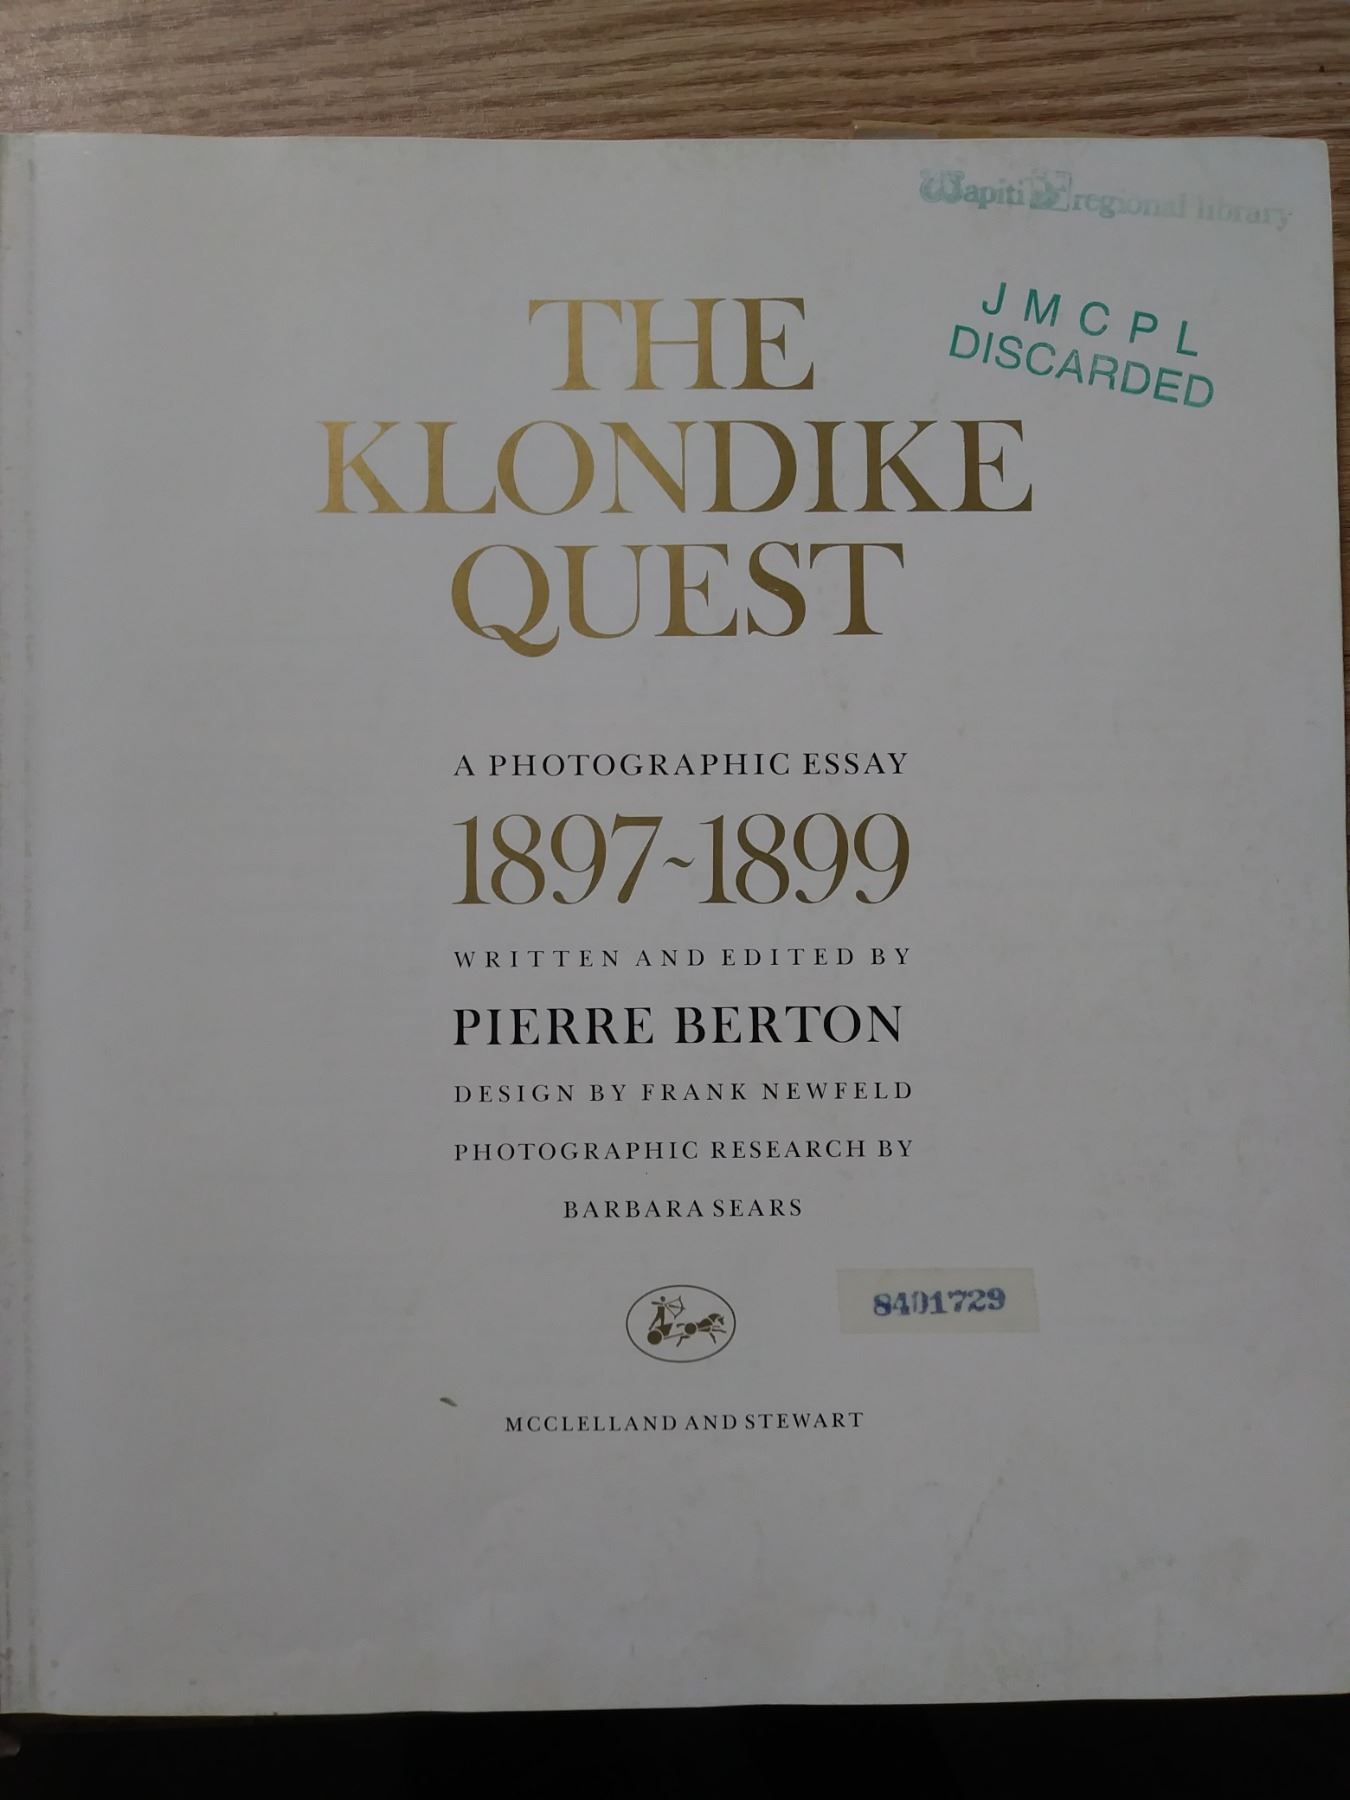 Wapiti regional library
J M C P L
DISCARDED
THE
KLONDIKE
QUEST
A PHOTOGRAPHIC ESSAY
1897~1899
WRITTEN AND EDITED BY
PIERRE BERTON
DESIGN BY FRANK NEWFELD
PHOTOGRAPHIC RESEARCH BY
BARBARA SEARS
8401729
MCCLELLAND AND STEWART